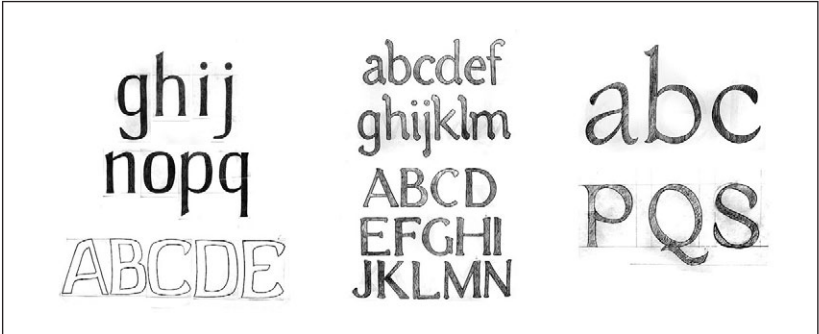 ghij
nopq
ABCDE
abcdef
ghijklm
ABCD
EFGHI
JKLMN
abc
PQS